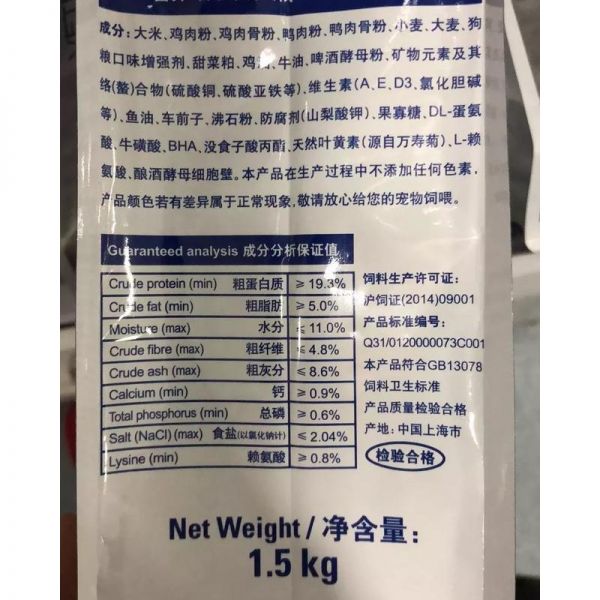 成分：大米、鸡肉粉、鸡肉骨粉、鸭肉粉、鸭肉骨粉、小麦、大麦、狗
粮口味增强剂、甜菜粕、鸡油、牛油、啤酒酵母粉、矿物元素及其
络(螯)合物(硫酸铜、硫酸亚铁等)、维生素(A、E、D3、氯化胆碱
等)、鱼油、车前子、沸石粉、防腐剂(山梨酸钾)、果寡糖、DL-蛋氨
酸、牛磺酸、BHA、没食子酸丙酯、天然叶黄素(源自万寿菊)、L-赖
氨酸、酿酒酵母细胞壁。本产品在生产过程中不添加任何色素，
产品颜色若有差异属于正常现象，敬请放心给您的宠物饲喂。
Guaranteed analysis 成分分析保证值
Crude protein (min) 粗蛋白质 ≥ 19.3%
Crude fat (min) 粗脂肪 ≥ 5.0%
Moisture (max) 水分 ≤ 11.0%
Crude fibre (max) 粗纤维 ≤ 4.8%
Crude ash (max) 粗灰分 ≤ 8.6%
Calcium (min) 钙 ≥ 0.9%
Total phosphorus (min) 总磷 ≥ 0.6%
Salt (NaCl) (max) 食盐(以氯化钠计) ≤ 2.04%
Lysine (min) 赖氨酸 ≥ 0.8%
饲料生产许可证：
沪饲证(2014)09001
产品标准编号：
Q31/0120000073C001
本产品符合GB13078
饲料卫生标准
产品质量检验合格
产地：中国上海市
检验合格
Net Weight / 净含量：
1.5 kg